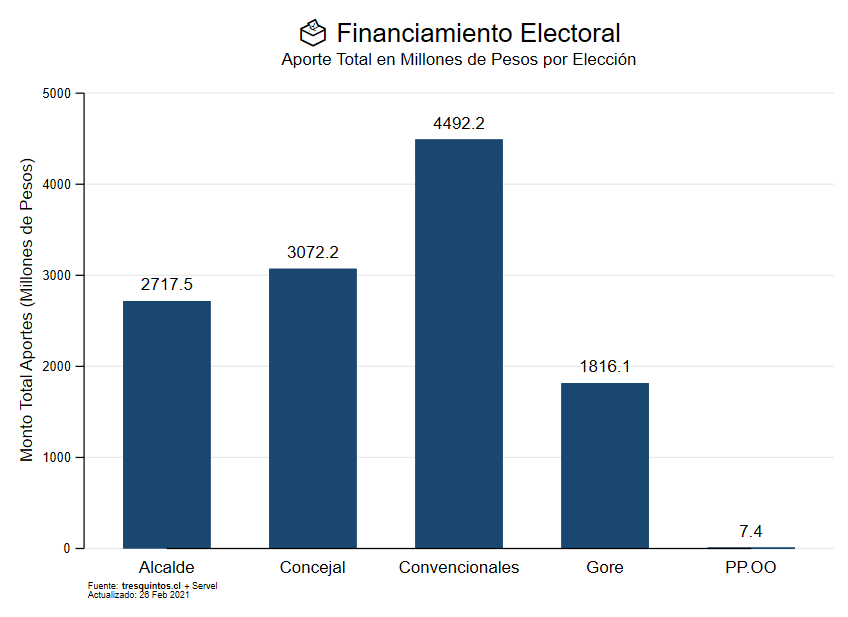 Financiamiento Electoral
Aporte Total en Millones de Pesos por Elección
Monto Total Aportes (Millones de Pesos)
5000
4000
3000
2000
1000
0
2717.5
3072.2
4492.2
1816.1
7.4
Alcalde
Concejal
Convencionales
Gore
PP.OO
Fuente: tresquintos.cl + Servel
Actualizado: 26 Feb 2021